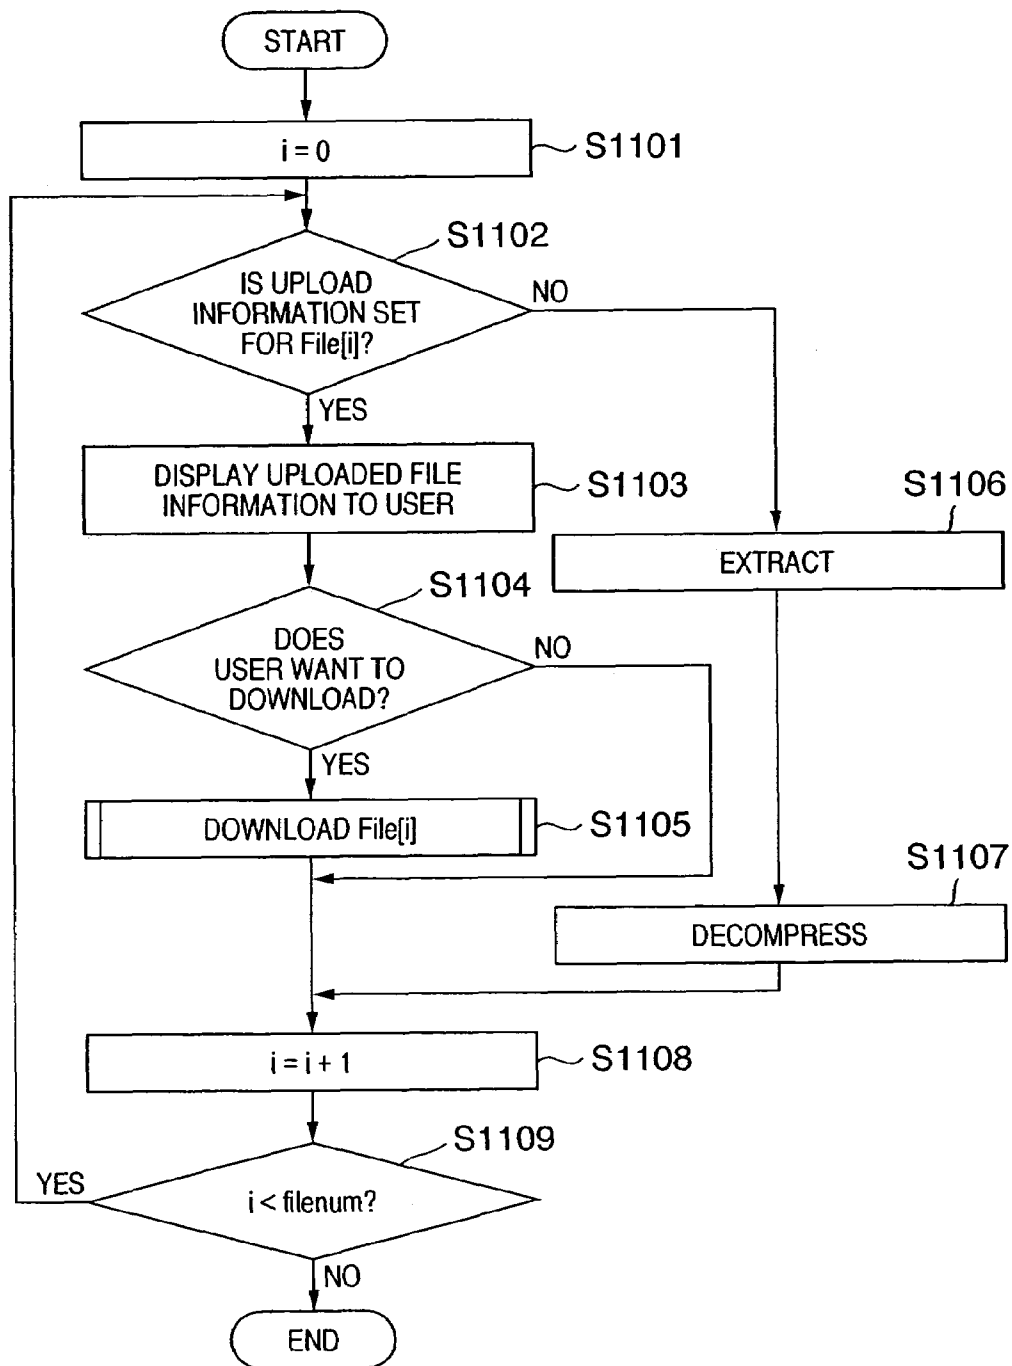 START
i = 0
S1101
S1102
IS UPLOAD
INFORMATION SET
FOR File[i]?
NO
YES
DISPLAY UPLOADED FILE
INFORMATION TO USER
S1103
S1106
EXTRACT
S1104
DOES
USER WANT TO
DOWNLOAD?
NO
YES
DOWNLOAD File[i]
S1105
S1107
DECOMPRESS
i = i + 1
S1108
S1109
YES
i < filenum?
NO
END